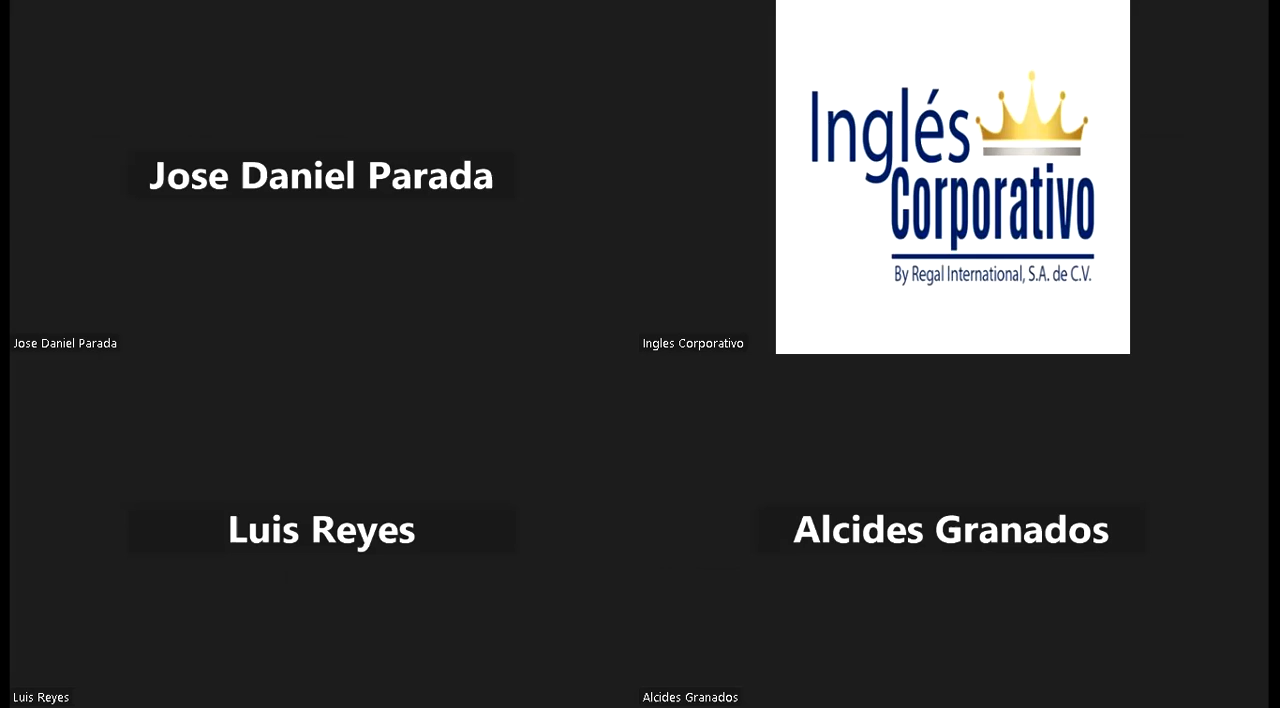 Jose Daniel Parada
Jose Daniel Parada
Inglés
Corporativo
By Regal International, S.A. de C.V.
Ingles Corporativo
Luis Reyes
Luis Reyes
Alcides Granados
Alcides Granados